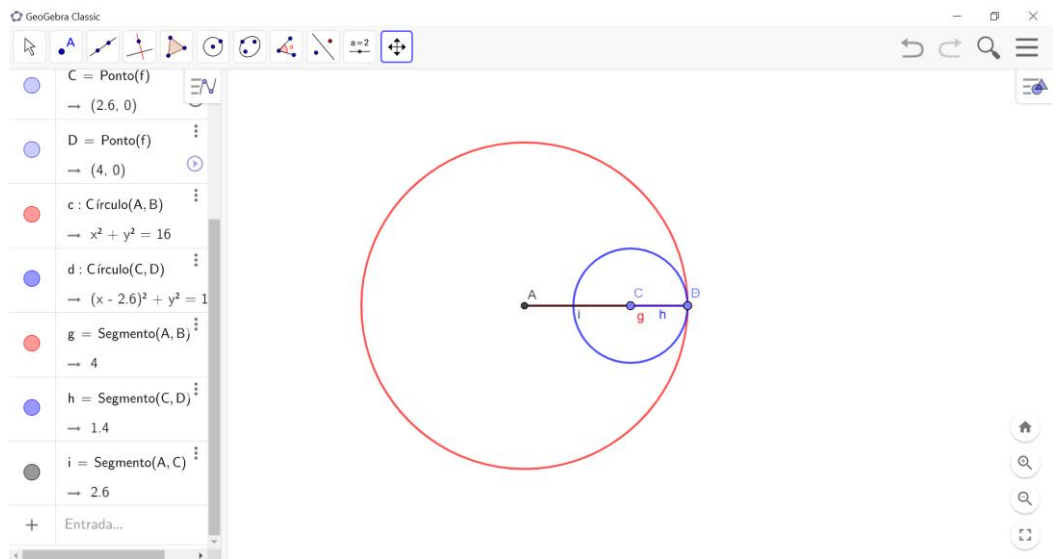 GeoGebra Classic
A
a=2
C = Ponto(f)
→ (2.6, 0)
D = Ponto(f)
→ (4, 0)
c : Círculo(A, B)
→ x² + y² = 16
d : Círculo(C, D)
→ (x - 2.6)² + y² = 1
g = Segmento(A, B)
→ 4
h = Segmento(C, D)
→ 1.4
i = Segmento(A, C)
→ 2.6
Entrada...
A
C
D
i
g
h